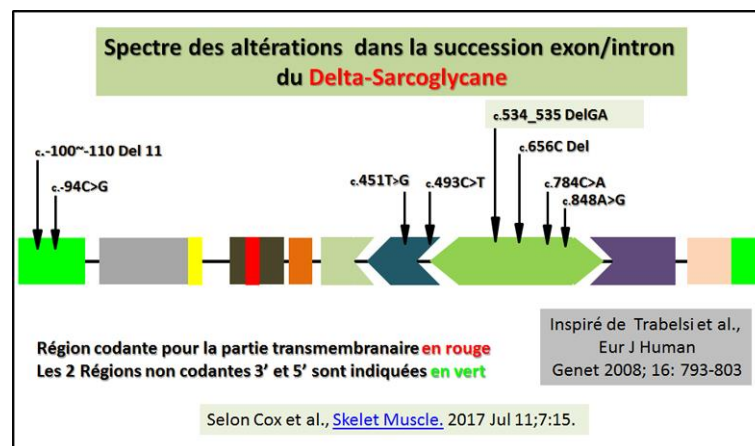 Spectre des altérations  dans la succession exon/intron
du Delta-Sarcoglycane
c.534_535 DelGA
c.-100~-110 Del 11
c.656C Del
c.-94C>G
c.451T>G
c.493C>T
c.784C>A
c.848A>G
Région codante pour la partie transmembranaire en rouge
Les 2 Régions non codantes 3’ et 5’ sont indiquées en vert
Inspiré de  Trabelsi et al.,
Eur J Human
Genet 2008; 16: 793-803
Selon Cox et al., Skelet Muscle. 2017 Jul 11;7:15.